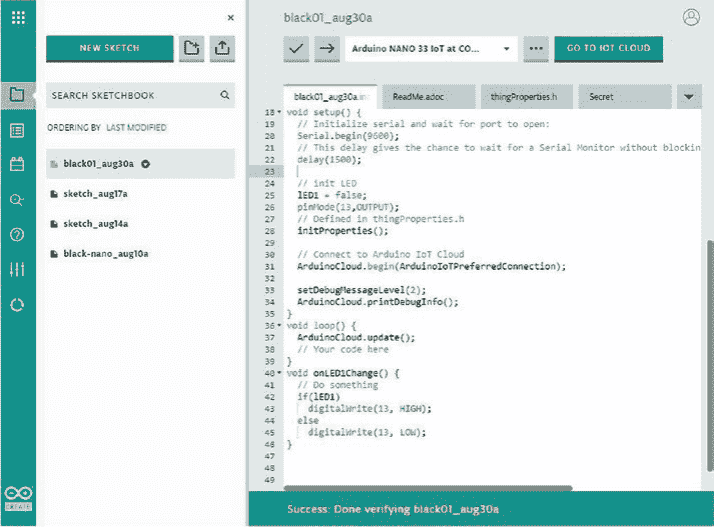 ×
NEW SKETCH
SEARCH SKETCHBOOK
ORDERING BY LAST MODIFIED
black01_aug30a
sketch_aug17a
sketch_aug14a
black-nano_aug10a
CREATE
black01_aug30a
Arduino NANO 33 IoT at CO...
GO TO IOT CLOUD
black01_aug30a.ino ReadMe.adoc thingProperties.h Secret
18 void setup() {
19 // Initialize serial and wait for port to open:
20 Serial.begin(9600);
21 // This delay gives the chance to wait for a Serial Monitor without blockin
22 delay(1500);
23
24 // init LED
25 lED1 = false;
26 pinMode(13,OUTPUT);
27 // Defined in thingProperties.h
28 initProperties();
29
30 // Connect to Arduino IoT Cloud
31 ArduinoCloud.begin(ArduinoIoTPreferredConnection);
32
33 setDebugMessageLevel(2);
34 ArduinoCloud.printDebugInfo();
35 }
36 void loop() {
37 ArduinoCloud.update();
38 // Your code here
39 }
40 void onLED1Change() {
41 // Do something
42 if(lED1)
43 digitalWrite(13, HIGH);
44 else
45 digitalWrite(13, LOW);
46 }
47
48
49
Success: Done verifying black01_aug30a